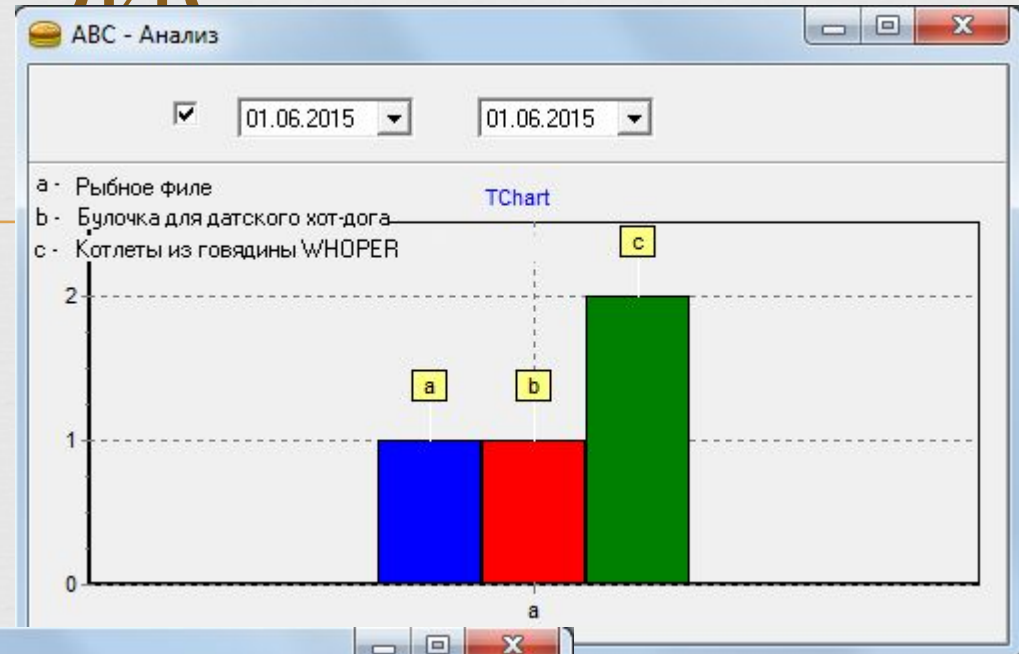 ABC - Анализ
01.06.2015 01.06.2015
TChart
a - Рыбное филе
b - Булочка для датского хот-дога
c - Котлеты из говядины WHOPER
c
2
a b
1
0
a